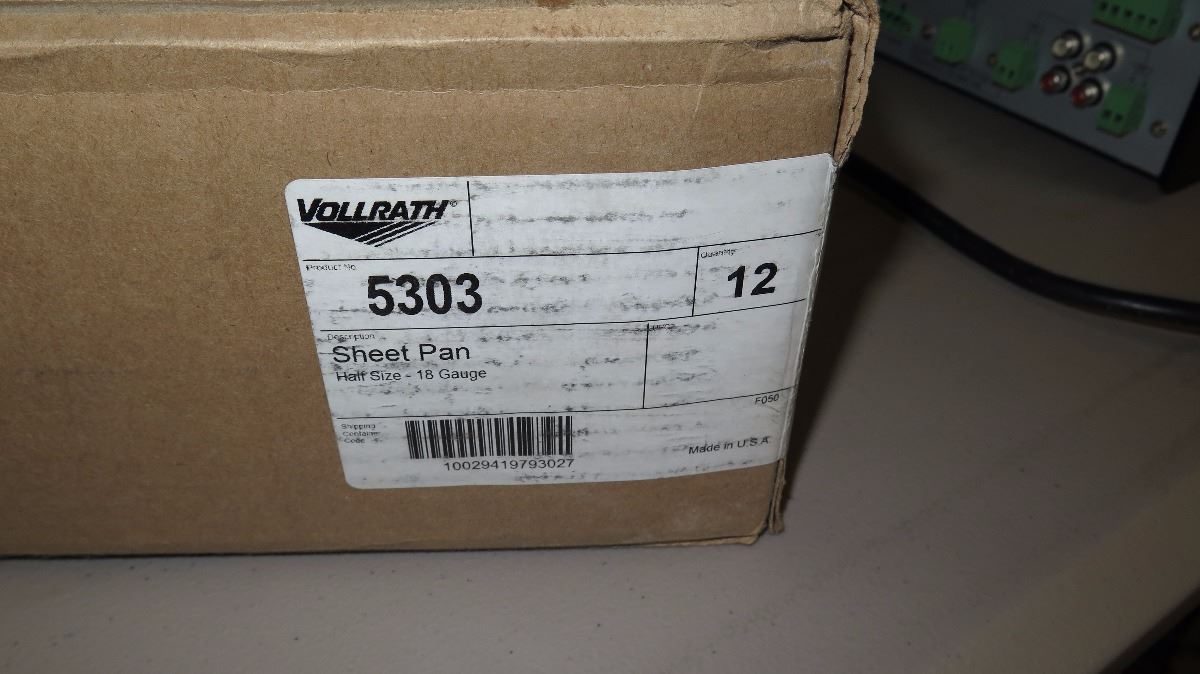 VOLLRATH®
Product No.
5303
Quantity
12
Description
Sheet Pan
Half Size - 18 Gauge
F050
Shipping
Container
Code
10029419793027
Made in U.S.A.